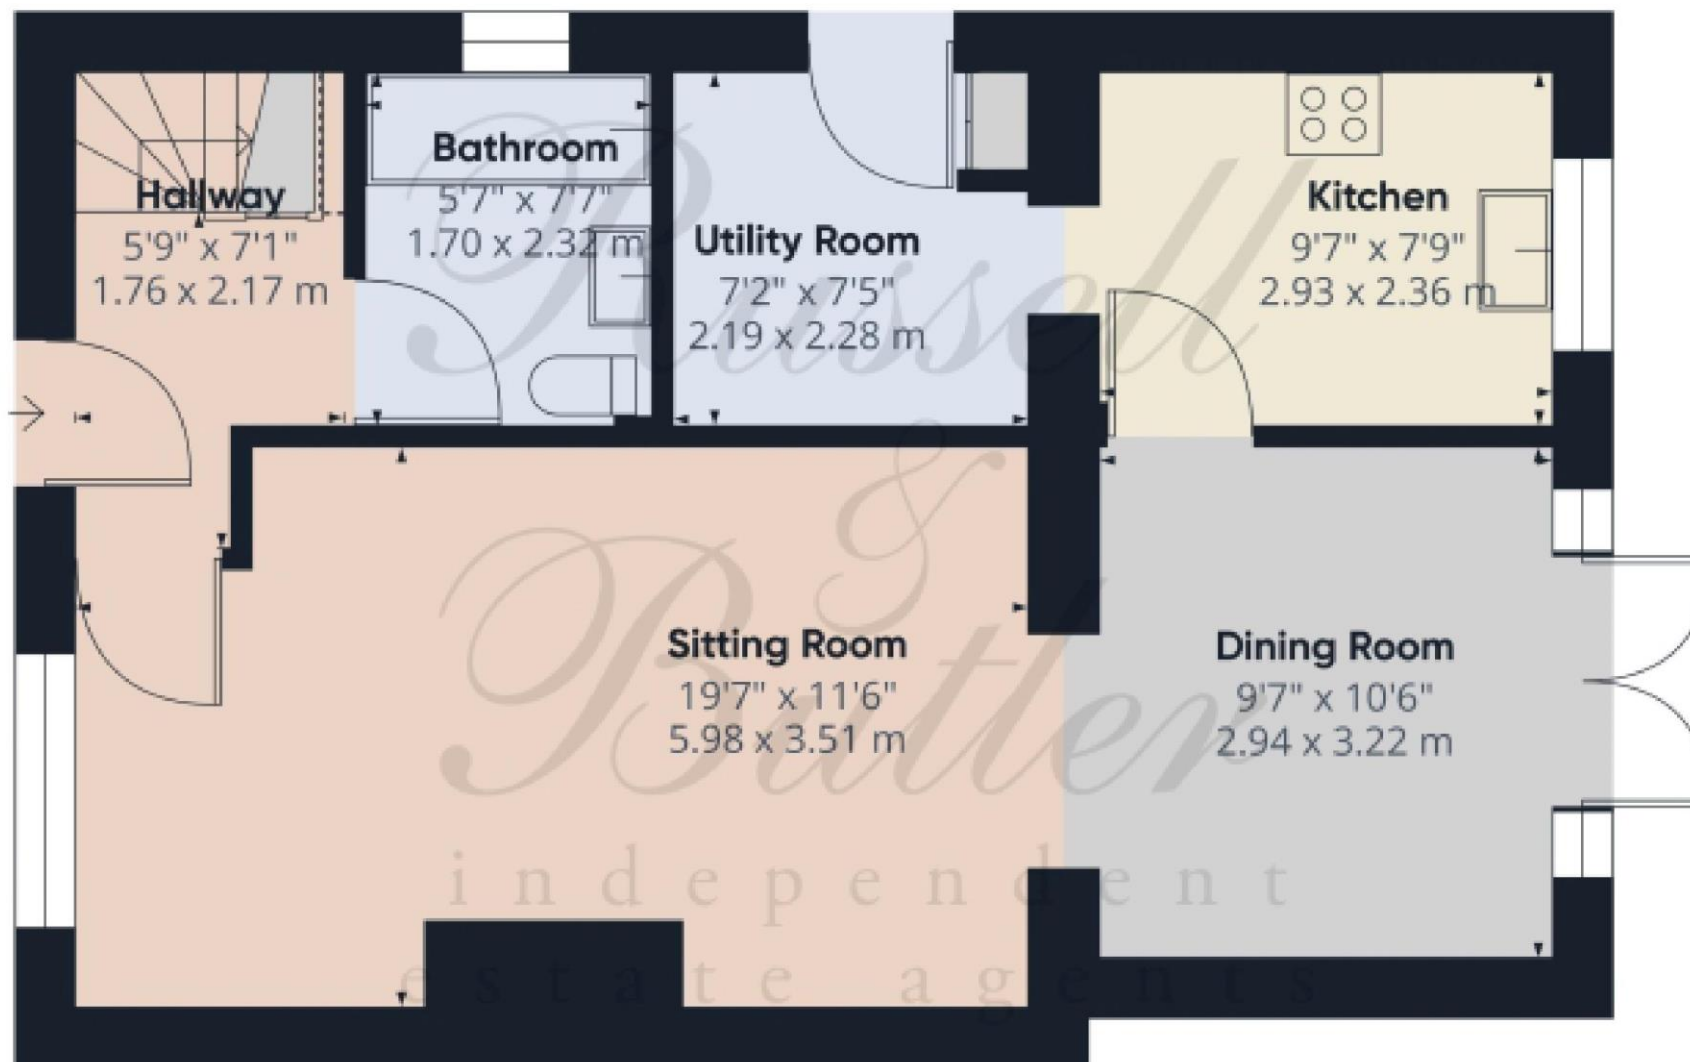 Hallway
5'9" x 7'1"
1.76 x 2.17 m
Bathroom
5'7" x 7'7"
1.70 x 2.32 m
Utility Room
7'2" x 7'5"
2.19 x 2.28 m
Kitchen
9'7" x 7'9"
2.93 x 2.36 m
Sitting Room
19'7" x 11'6"
5.98 x 3.51 m
Dining Room
9'7" x 10'6"
2.94 x 3.22 m
Russell
&
Butler
independent
estate agents